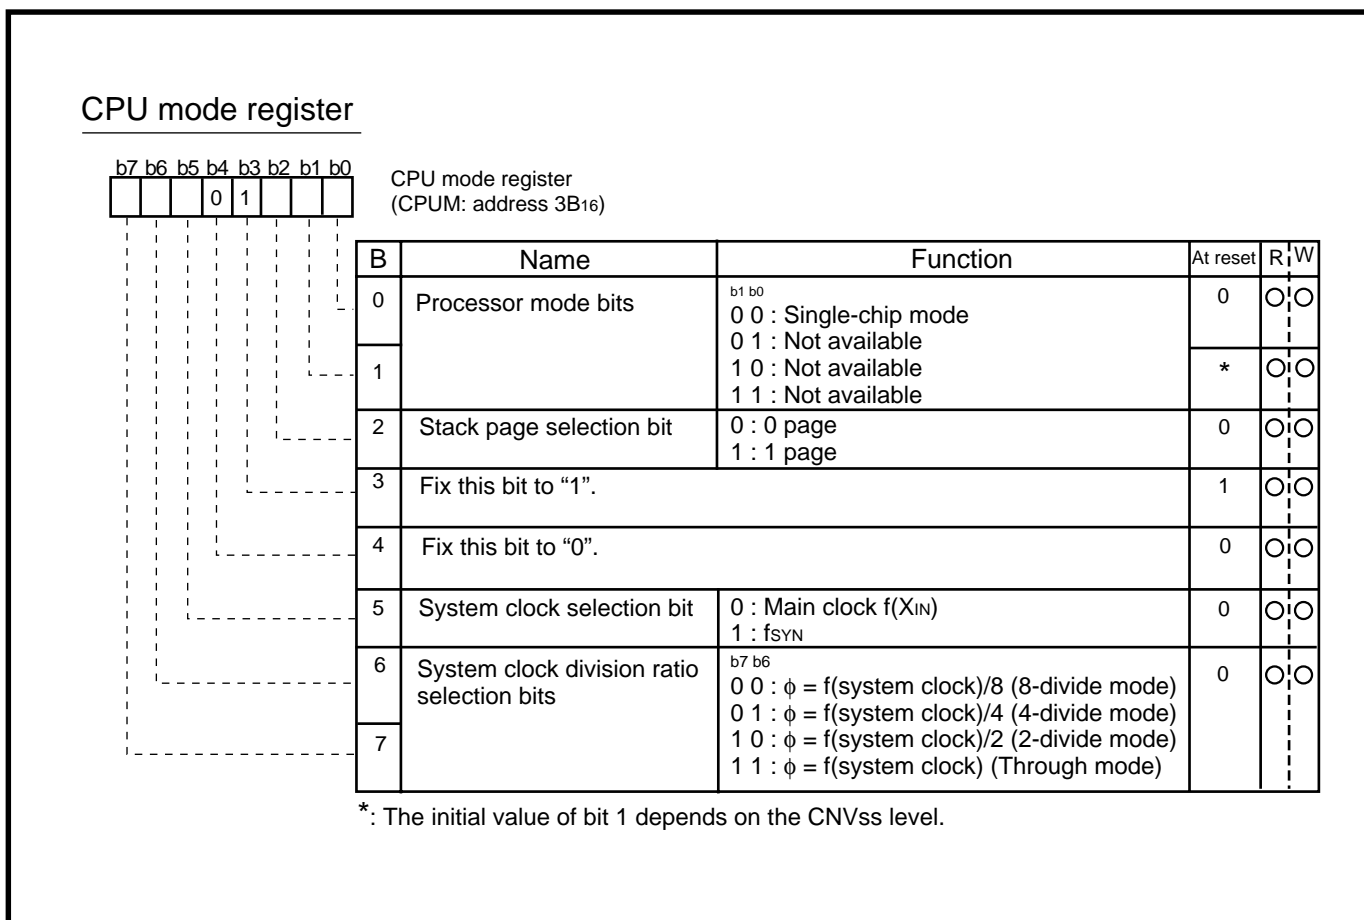 CPU mode register
b7 b6 b5 b4 b3 b2 b1 b0
0 1
CPU mode register
(CPUM: address 3B16)
B Name Function At reset R W
0 Processor mode bits b1 b0 0
0 0 : Single-chip mode
0 1 : Not available
1 1 0 : Not available *
1 1 : Not available
2 Stack page selection bit 0 : 0 page 0
1 : 1 page
3 Fix this bit to “1”. 1
4 Fix this bit to “0”. 0
5 System clock selection bit 0 : Main clock f(XIN) 0
1 : fSYN
6 System clock division ratio b7 b6 0
selection bits 0 0 : ϕ = f(system clock)/8 (8-divide mode)
0 1 : ϕ = f(system clock)/4 (4-divide mode)
7 1 0 : ϕ = f(system clock)/2 (2-divide mode)
1 1 : ϕ = f(system clock) (Through mode)
*: The initial value of bit 1 depends on the CNVss level.